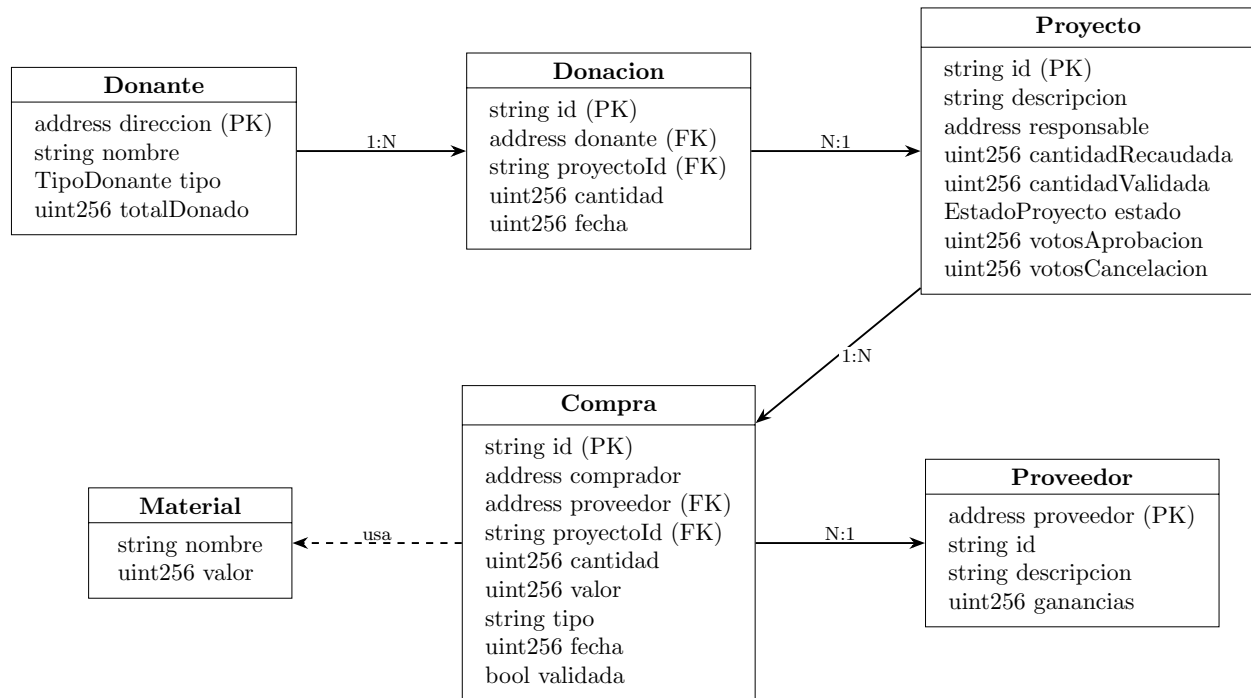 Donante
address direccion (PK)
string nombre
TipoDonante tipo
uint256 totalDonado
1:N
Donacion
string id (PK)
address donante (FK)
string proyectoId (FK)
uint256 cantidad
uint256 fecha
N:1
Proyecto
string id (PK)
string descripcion
address responsable
uint256 cantidadRecaudada
uint256 cantidadValidada
EstadoProyecto estado
uint256 votosAprobacion
uint256 votosCancelacion
1:N
Material
string nombre
uint256 valor
usa
Compra
string id (PK)
address comprador
address proveedor (FK)
string proyectoId (FK)
uint256 cantidad
uint256 valor
string tipo
uint256 fecha
bool validada
N:1
Proveedor
address proveedor (PK)
string id
string descripcion
uint256 ganancias